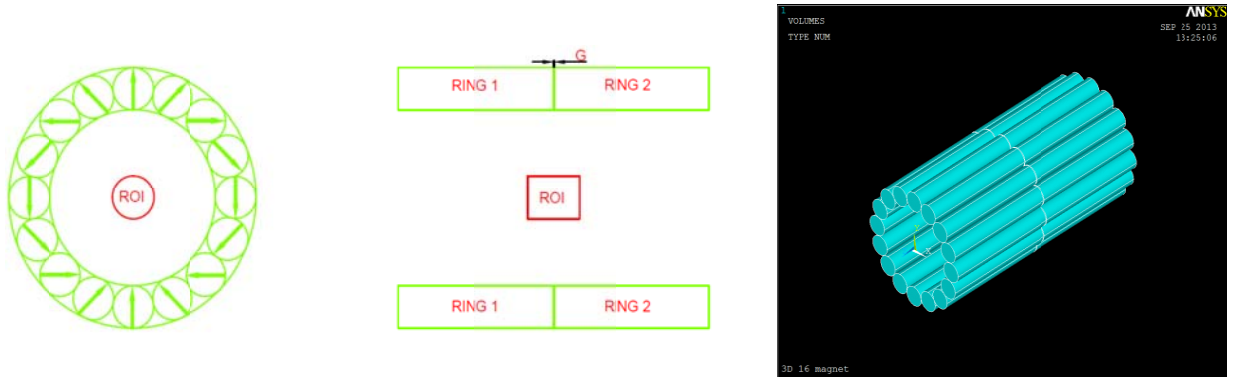 ROI
G
RING 1
RING 2
ROI
RING 1
RING 2
1
VOLUMES
TYPE NUM
ANSYS
SEP 25 2013
13:25:06
Y
X
3D 16 magnet